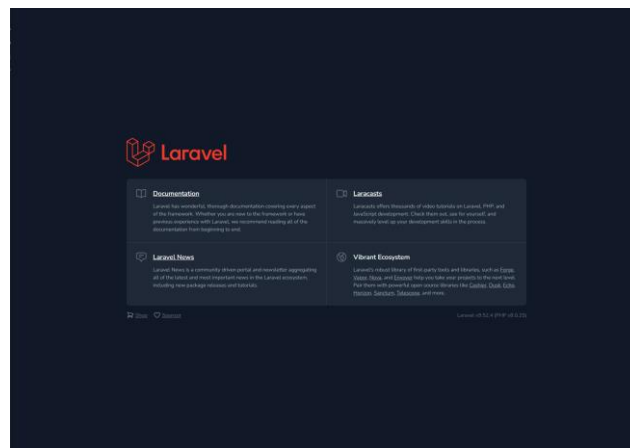 Laravel
Documentation
Laravel has wonderful, thorough documentation covering every aspect
of the framework. Whether you are new to the framework or have
previous experience with Laravel, we recommend reading all of the
documentation from beginning to end.
Laracasts
Laracasts offers thousands of video tutorials on Laravel, PHP, and
JavaScript development. Check them out, see for yourself, and
massively level up your development skills in the process.
Laravel News
Laravel News is a community driven portal and newsletter aggregating
all of the latest and most important news in the Laravel ecosystem,
including new package releases and tutorials.
Vibrant Ecosystem
Laravel's robust library of first-party tools and libraries, such as Forge,
Vapor, Nova, and Envoyer help you take your projects to the next level.
Pair them with powerful open source libraries like Cashier, Dusk, Echo,
Horizon, Sanctum, Telescope, and more.
Shop
Sponsor
Laravel